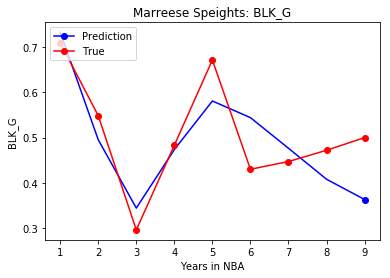 Marreese Speights: BLK_G
Prediction
True
BLK_G
0.7
0.6
0.5
0.4
0.3
1 2 3 4 5 6 7 8 9
Years in NBA